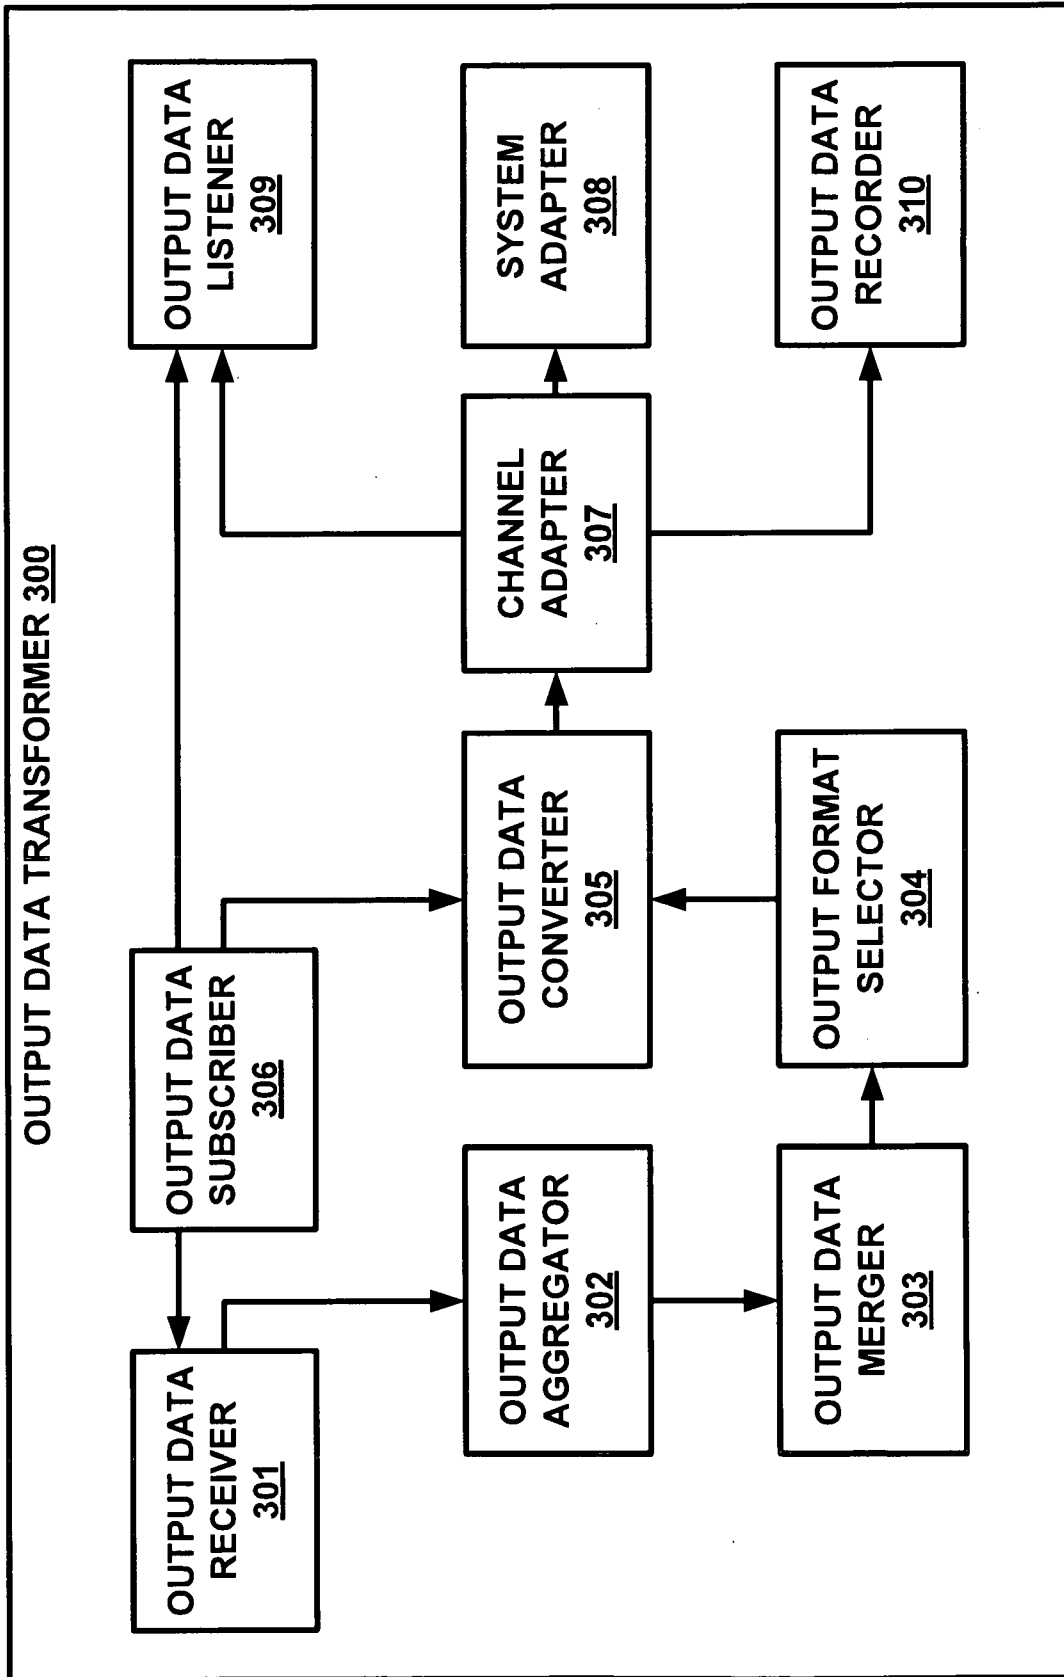 OUTPUT DATA TRANSFORMER 300
OUTPUT DATA
RECEIVER
301
OUTPUT DATA
SUBSCRIBER
306
OUTPUT DATA
LISTENER
309
OUTPUT DATA
AGGREGATOR
302
OUTPUT DATA
CONVERTER
305
CHANNEL
ADAPTER
307
SYSTEM
ADAPTER
308
OUTPUT DATA
MERGER
303
OUTPUT FORMAT
SELECTOR
304
OUTPUT DATA
RECORDER
310